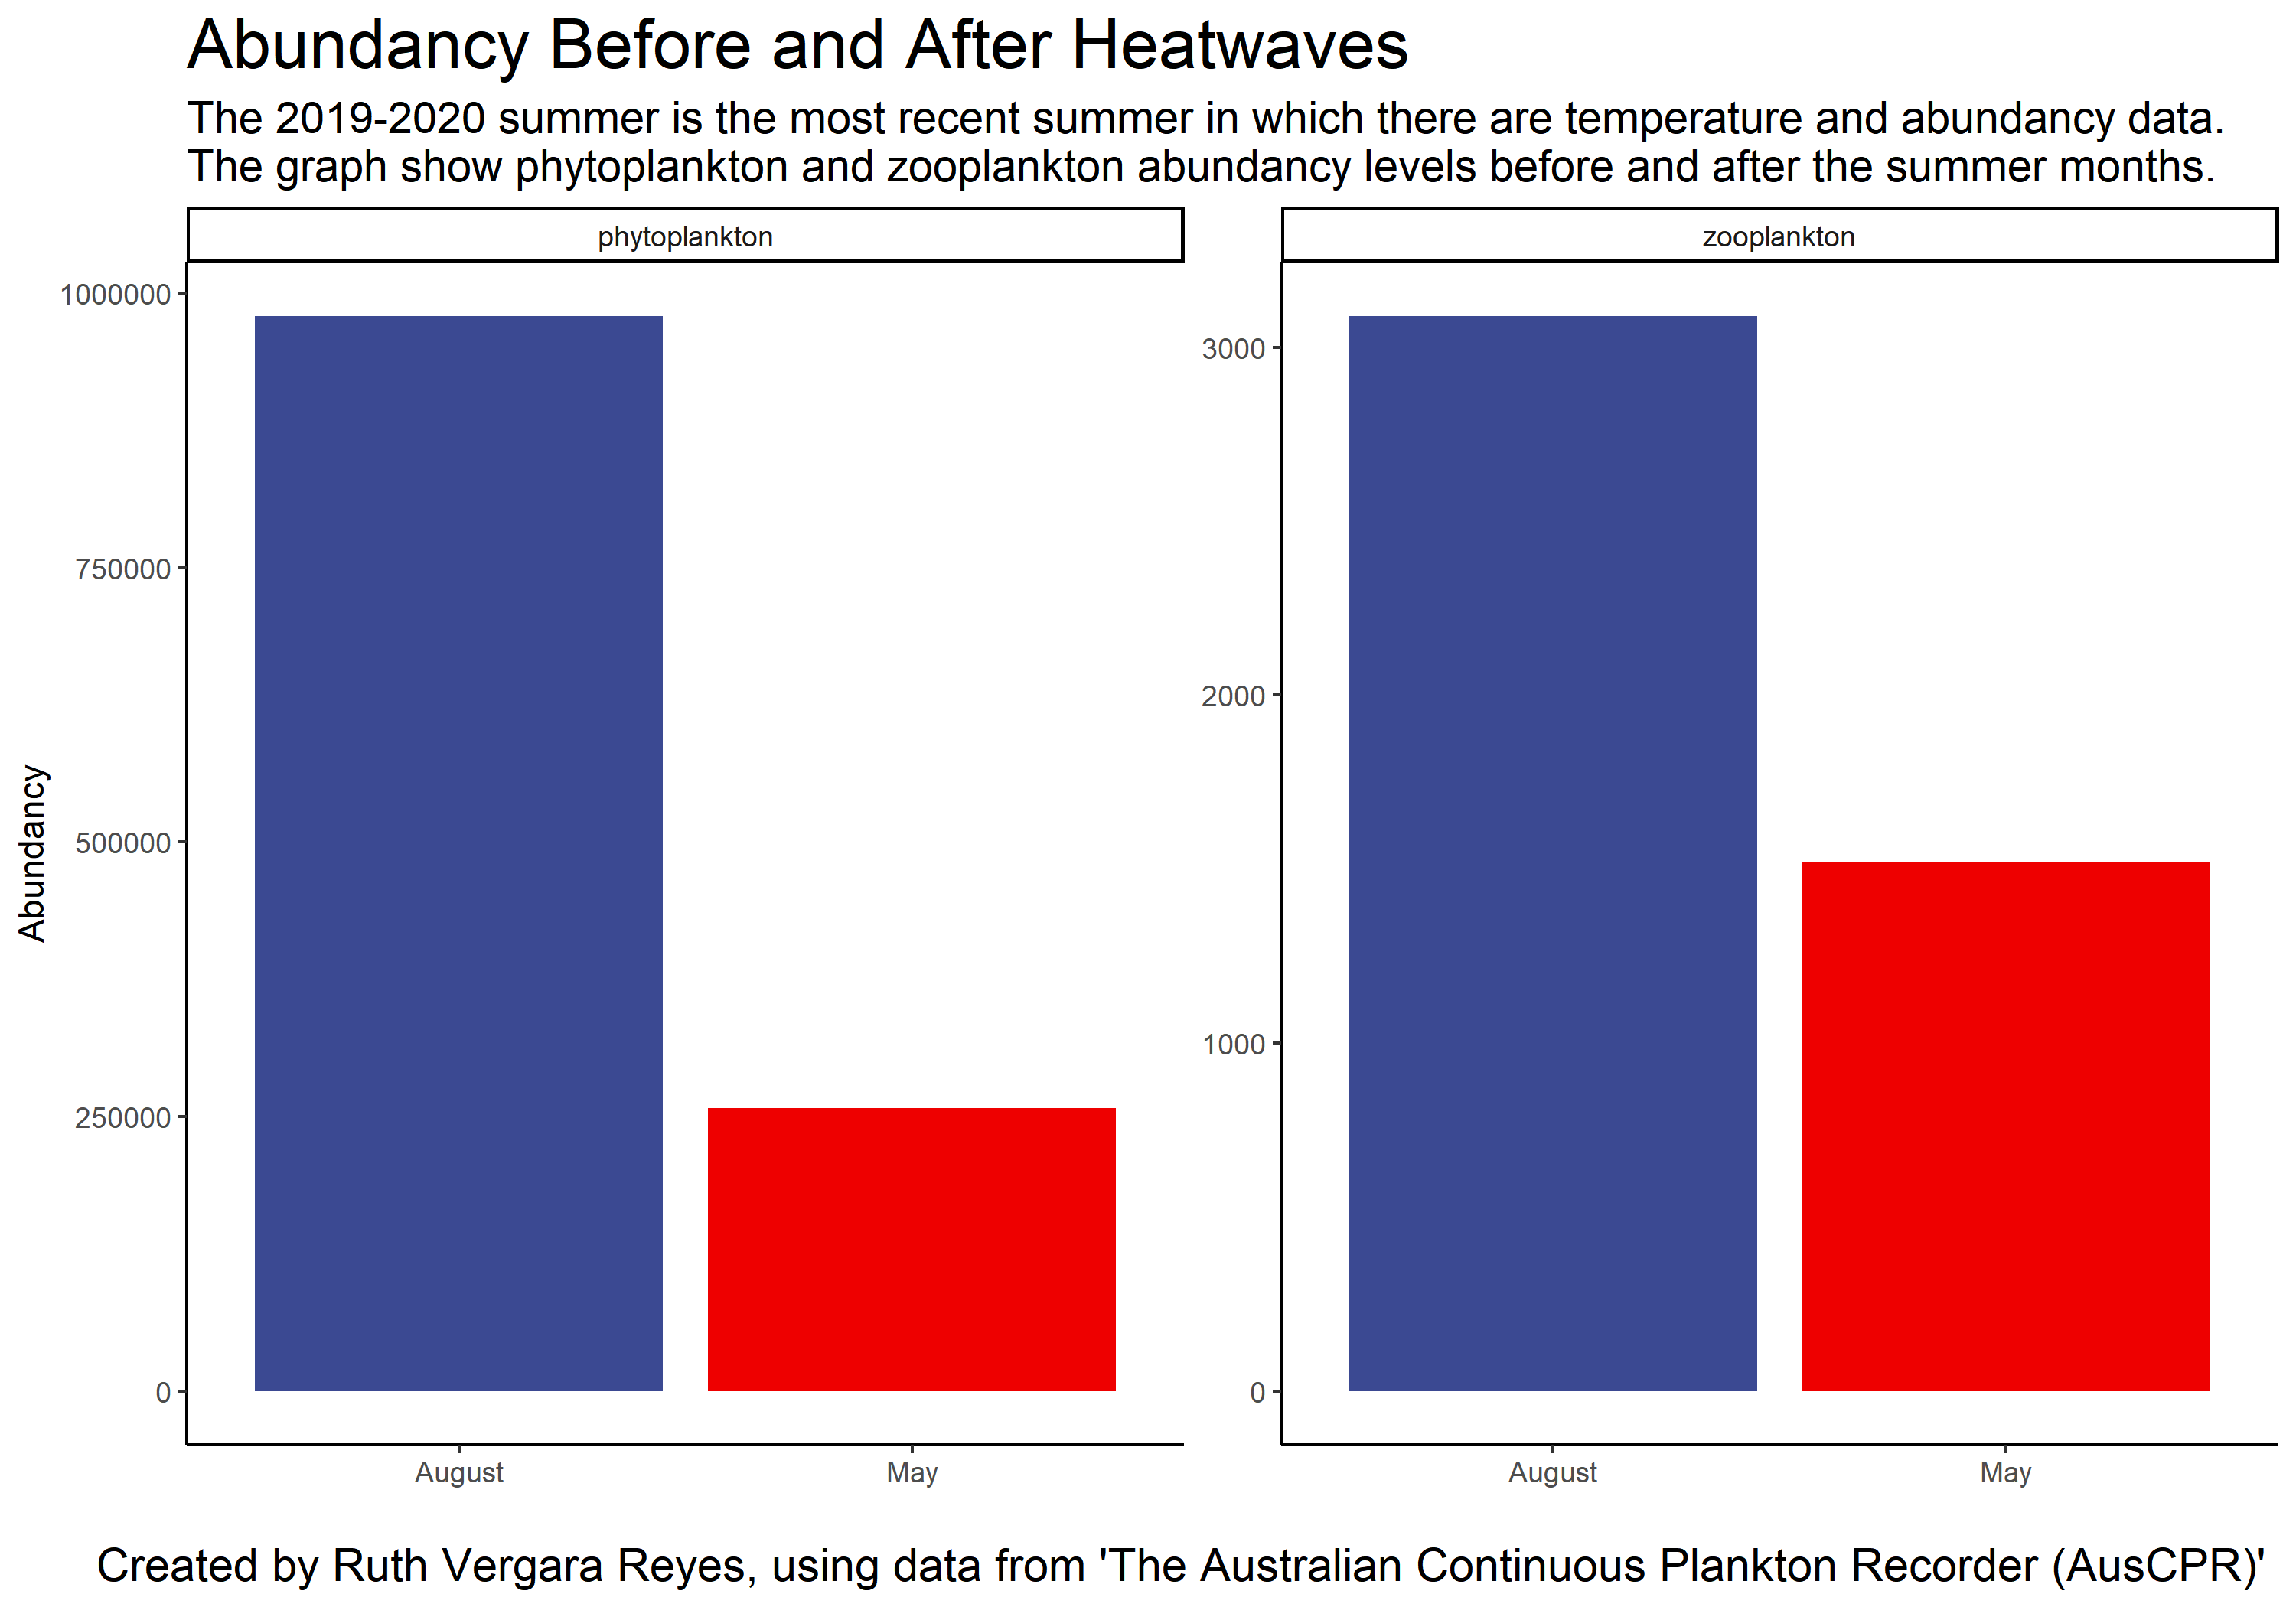 Abundancy Before and After Heatwaves
The 2019-2020 summer is the most recent summer in which there are temperature and abundancy data.
The graph show phytoplankton and zooplankton abundancy levels before and after the summer months.
phytoplankton
zooplankton
Abundancy
1000000
750000
500000
250000
0
3000
2000
1000
0
August
May
August
May
Created by Ruth Vergara Reyes, using data from 'The Australian Continuous Plankton Recorder (AusCPR)'